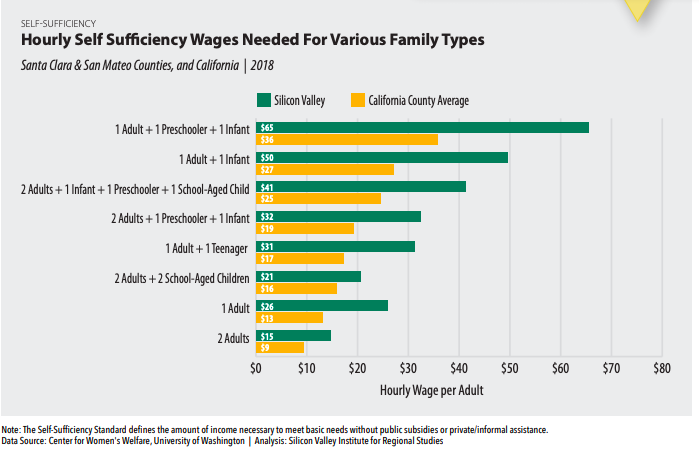 SELF-SUFFICIENCY
Hourly Self Sufficiency Wages Needed For Various Family Types
Santa Clara & San Mateo Counties, and California | 2018
Silicon Valley
California County Average
1 Adult + 1 Preschooler + 1 Infant
$65
$36
1 Adult + 1 Infant
$50
$27
2 Adults + 1 Infant + 1 Preschooler + 1 School-Aged Child
$41
$25
2 Adults + 1 Preschooler + 1 Infant
$32
$19
1 Adult + 1 Teenager
$31
$17
2 Adults + 2 School-Aged Children
$21
$16
1 Adult
$26
$13
2 Adults
$15
$9
$0 $10 $20 $30 $40 $50 $60 $70 $80
Hourly Wage per Adult
Note: The Self-Sufficiency Standard defines the amount of income necessary to meet basic needs without public subsidies or private/informal assistance.
Data Source: Center for Women's Welfare, University of Washington | Analysis: Silicon Valley Institute for Regional Studies